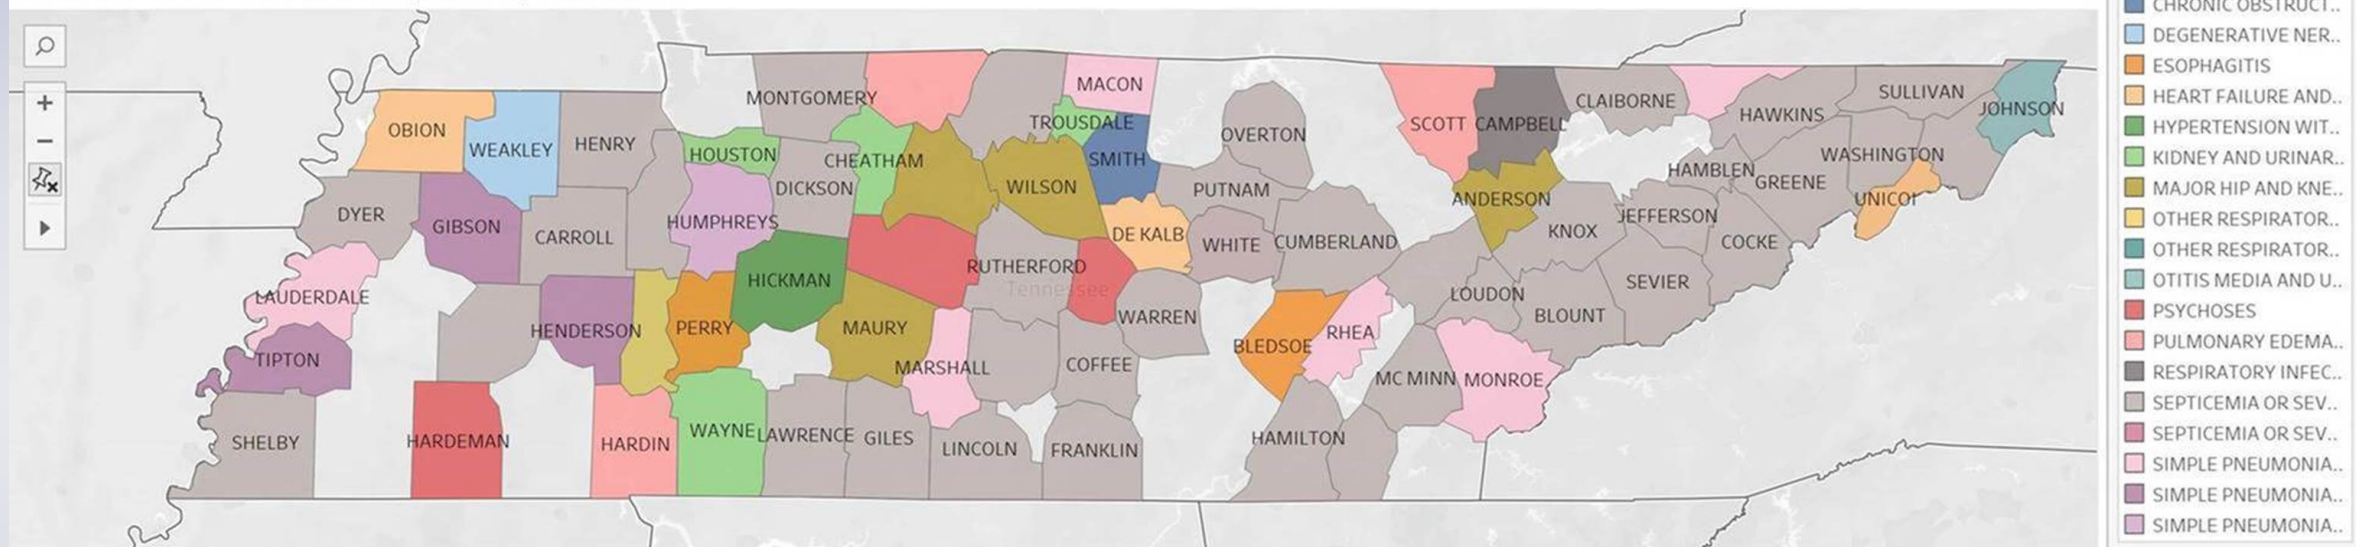 MACON
MONTGOMERY
OBION
WEAKLEY
HENRY
HOUSTON
CHEATHAM
TROUSDALE
SMITH
OVERTON
SCOTT
CAMPBELL
CLAIBORNE
HAWKINS
SULLIVAN
JOHNSON
WASHINGTON
HAMBLEN
GREENE
UNICOI
DICKSON
WILSON
PUTNAM
ANDERSON
DYER
GIBSON
CARROLL
HUMPHREYS
DE KALB
WHITE
CUMBERLAND
KNOX
JEFFERSON
COCKE
HICKMAN
RUTHERFORD
Tennessee
LAUDERDALE
HENDERSON
PERRY
MAURY
WARREN
LOUDON
BLOUNT
SEVIER
BLEDSOE
RHEA
TIPTON
MARSHALL
COFFEE
MC MINN
MONROE
SHELBY
HARDEMAN
HARDIN
WAYNE
LAWRENCE
GILES
LINCOLN
FRANKLIN
HAMILTON
CHRONIC OBSTRUCT..
DEGENERATIVE NER..
ESOPHAGITIS
HEART FAILURE AND..
HYPERTENSION WIT..
KIDNEY AND URINAR..
MAJOR HIP AND KNE..
OTHER RESPIRATOR..
OTHER RESPIRATOR..
OTITIS MEDIA AND U..
PSYCHOSES
PULMONARY EDEMA..
RESPIRATORY INFEC..
SEPTICEMIA OR SEV..
SEPTICEMIA OR SEV..
SIMPLE PNEUMONIA..
SIMPLE PNEUMONIA..
SIMPLE PNEUMONIA..